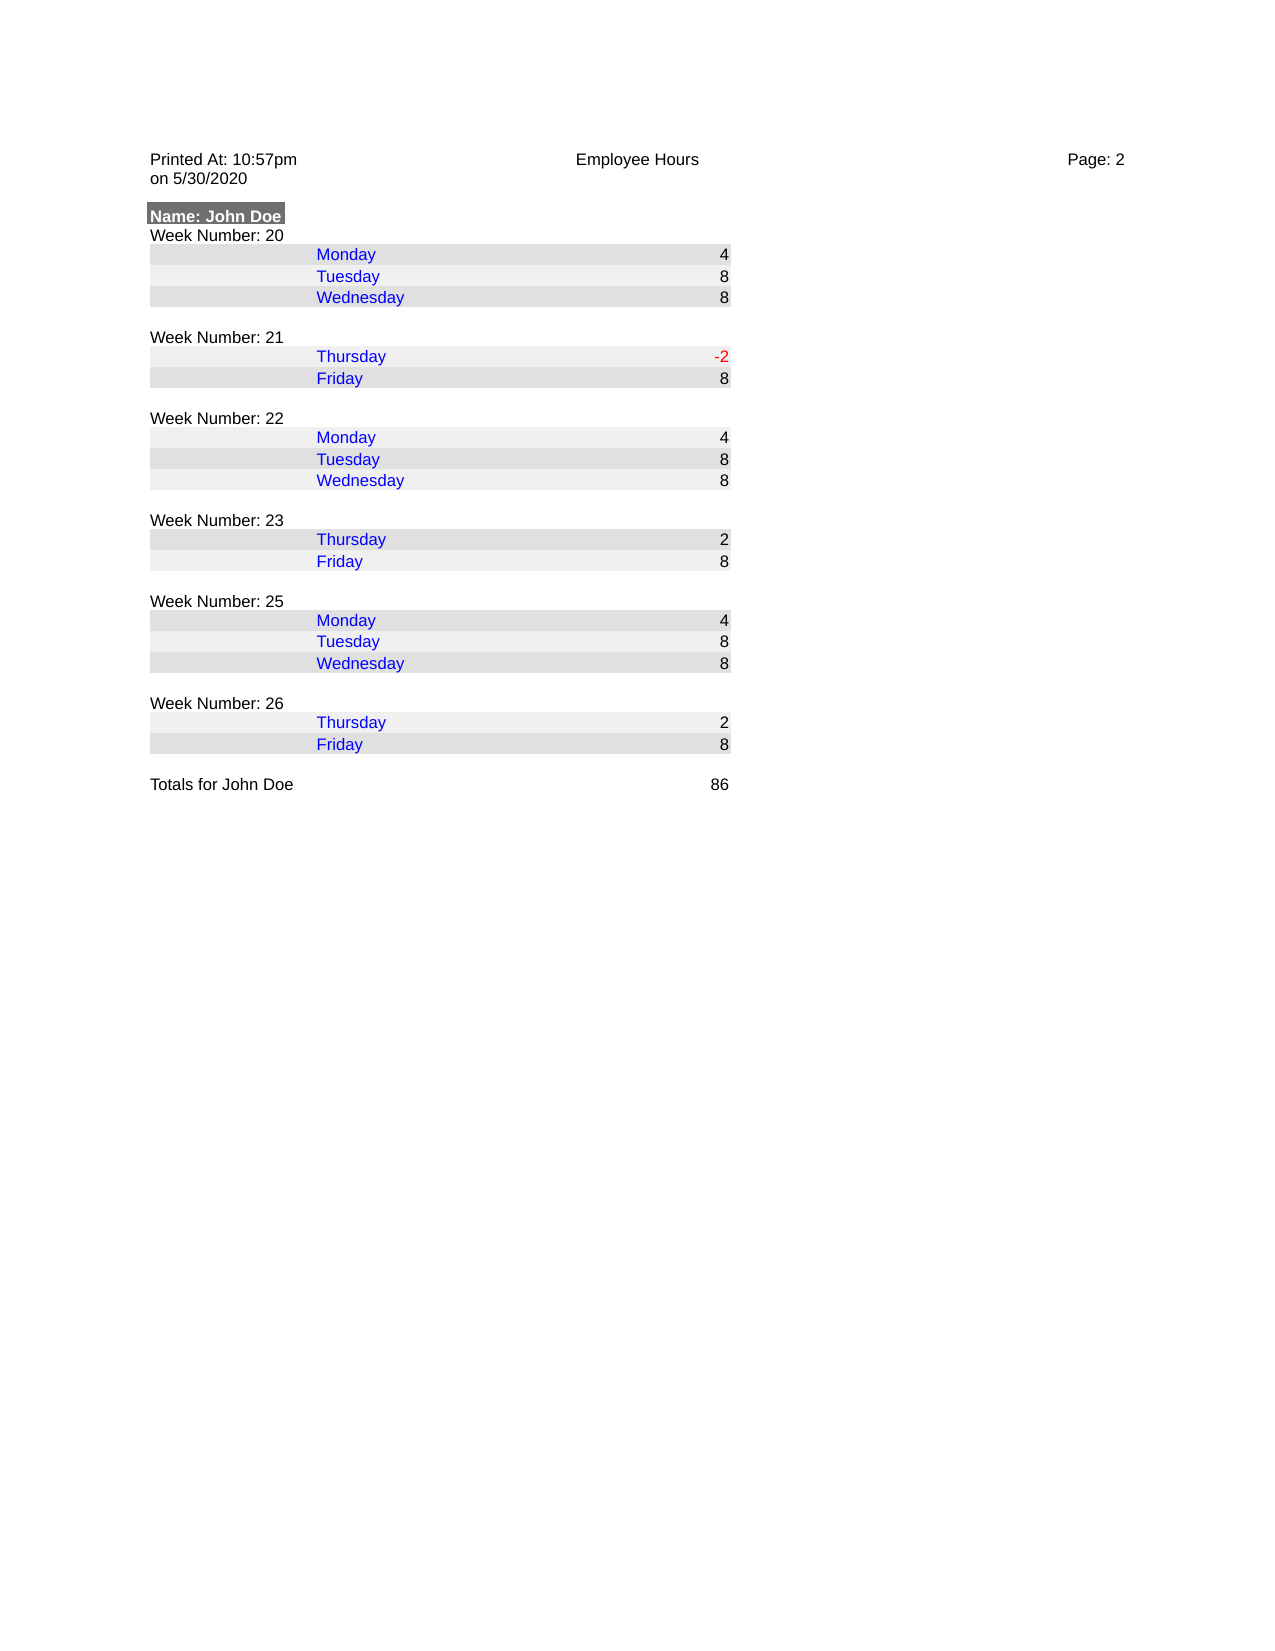 Printed At: 10:57pm Employee Hours Page: 2
on 5/30/2020
Name: John Doe
Week Number: 20
Monday 4
Tuesday 8
Wednesday 8
Week Number: 21
Thursday -2
Friday 8
Week Number: 22
Monday 4
Tuesday 8
Wednesday 8
Week Number: 23
Thursday 2
Friday 8
Week Number: 25
Monday 4
Tuesday 8
Wednesday 8
Week Number: 26
Thursday 2
Friday 8
Totals for John Doe 86